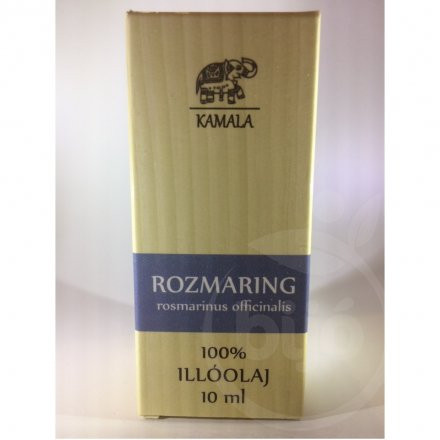 KAMALA
ROZMARING
rosmarinus officinalis
100%
ILLÓOLAJ
10 ml